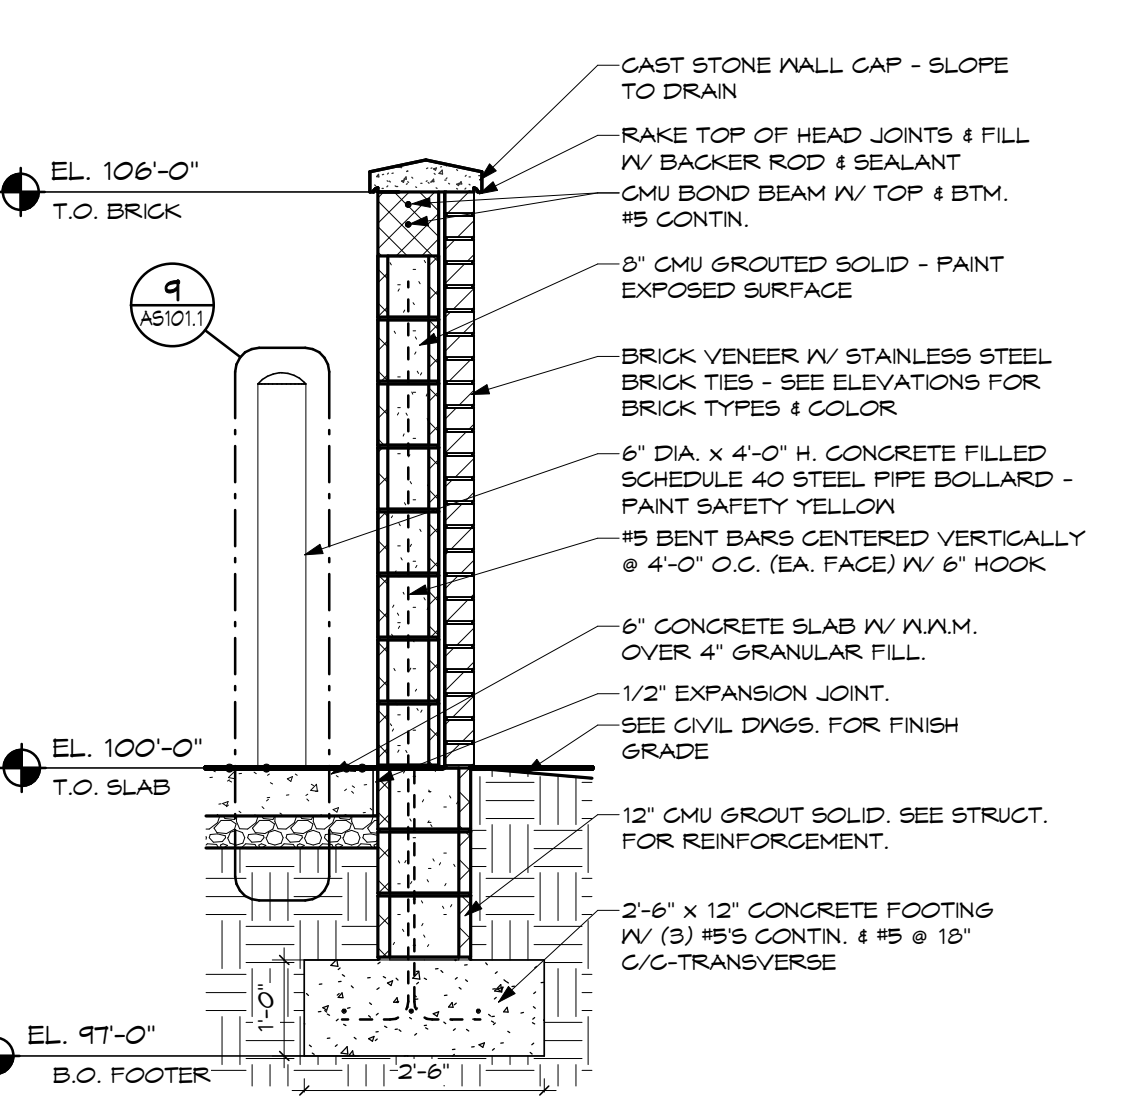 CAST STONE WALL CAP - SLOPE
TO DRAIN
RAKE TOP OF HEAD JOINTS & FILL
W/ BACKER ROD & SEALANT
EL. 106'-0"
T.O. BRICK
CMU BOND BEAM W/ TOP & BTM.
#5 CONTIN.
8" CMU GROUTED SOLID - PAINT
EXPOSED SURFACE
9
AS101.1
BRICK VENEER W/ STAINLESS STEEL
BRICK TIES - SEE ELEVATIONS FOR
BRICK TYPES & COLOR
6" DIA. x 4'-0" H. CONCRETE FILLED
SCHEDULE 40 STEEL PIPE BOLLARD -
PAINT SAFETY YELLOW
#5 BENT BARS CENTERED VERTICALLY
@ 4'-0" O.C. (EA. FACE) W/ 6" HOOK
6" CONCRETE SLAB W/ W.W.M.
OVER 4" GRANULAR FILL.
1/2" EXPANSION JOINT.
SEE CIVIL DWGS. FOR FINISH
GRADE
EL. 100'-0"
T.O. SLAB
12" CMU GROUT SOLID. SEE STRUCT.
FOR REINFORCEMENT.
2'-6" x 12" CONCRETE FOOTING
W/ (3) #5'S CONTIN. & #5 @ 18"
C/C-TRANSVERSE
1'-0"
EL. 97'-0"
B.O. FOOTER
2'-6"